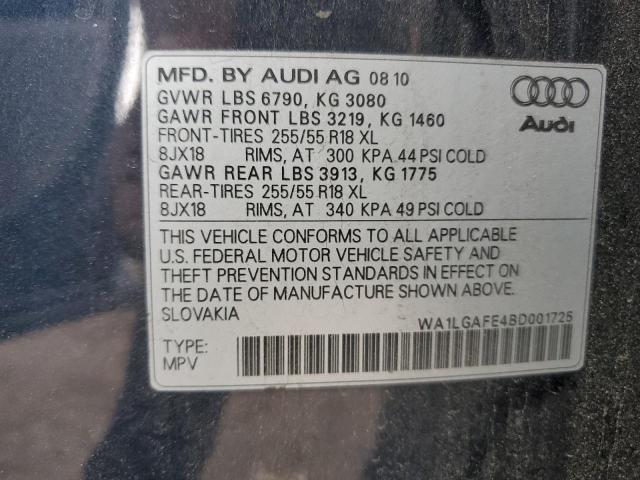 MFD. BY AUDI AG 08 10
GVWR LBS 6790, KG 3080
GAWR FRONT LBS 3219, KG 1460
FRONT-TIRES 255/55 R18 XL
8JX18 RIMS, AT 300 KPA 44 PSI COLD
GAWR REAR LBS 3913, KG 1775
REAR-TIRES 255/55 R18 XL
8JX18 RIMS, AT 340 KPA 49 PSI COLD
Audi
THIS VEHICLE CONFORMS TO ALL APPLICABLE
U.S. FEDERAL MOTOR VEHICLE SAFETY AND
THEFT PREVENTION STANDARDS IN EFFECT ON
THE DATE OF MANUFACTURE SHOWN ABOVE.
SLOVAKIA
WA1LGAFE4BD001725
TYPE:
MPV